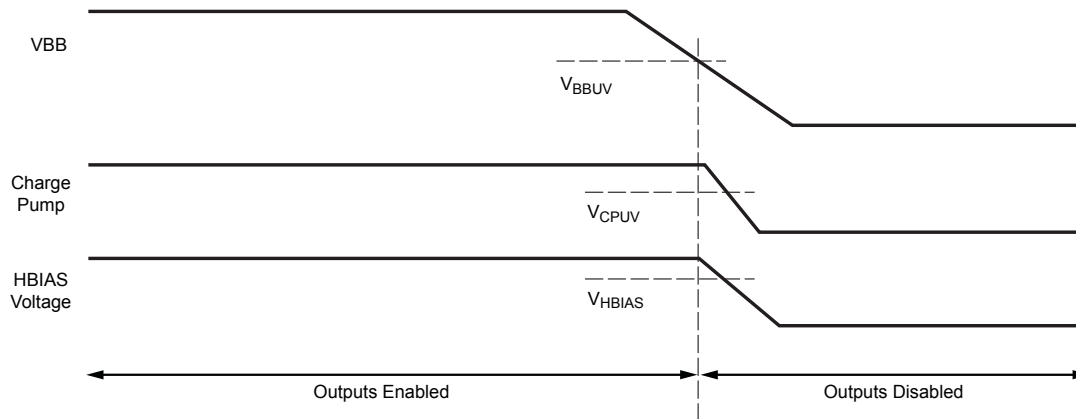 VBB
VBBUV
Charge
Pump
VCPUV
HBIAS
Voltage
VHBIAS
Outputs Enabled
Outputs Disabled